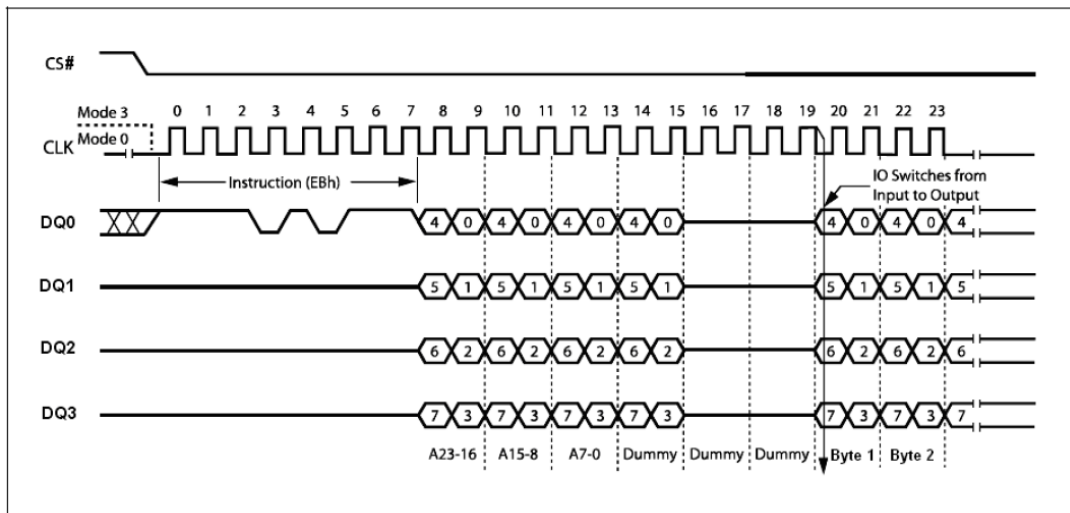 CS#
0 1 2 3 4 5 6 7 8 9 10 11 12 13 14 15 16 17 18 19 20 21 22 23
Mode 3
Mode 0
CLK
Instruction (EBh)
IO Switches from
Input to Output
DQ0 4 0 4 0 4 0 4 0 4 0 4 0 4
DQ1 5 1 5 1 5 1 5 1 5 1 5 1 5
DQ2 6 2 6 2 6 2 6 2 6 2 6 2 6
DQ3 7 3 7 3 7 3 7 3 7 3 7 3 7
A23-16 A15-8 A7-0 Dummy Dummy Dummy Byte 1 Byte 2